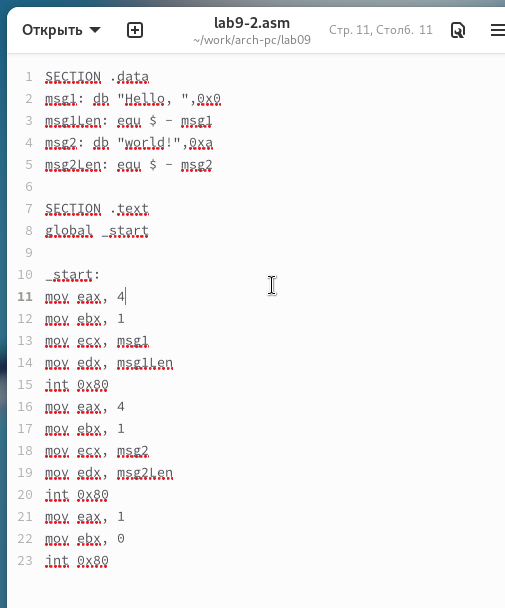 Открыть
lab9-2.asm
~/work/arch-pc/lab09
Стр. 11, Столб. 11
1 SECTION .data
2 msg1: db "Hello, ",0x0
3 msg1Len: equ $ - msg1
4 msg2: db "world!",0xa
5 msg2Len: equ $ - msg2
6
7 SECTION .text
8 global _start
9
10 _start:
11 mov eax, 4
12 mov ebx, 1
13 mov ecx, msg1
14 mov edx, msg1Len
15 int 0x80
16 mov eax, 4
17 mov ebx, 1
18 mov ecx, msg2
19 mov edx, msg2Len
20 int 0x80
21 mov eax, 1
22 mov ebx, 0
23 int 0x80